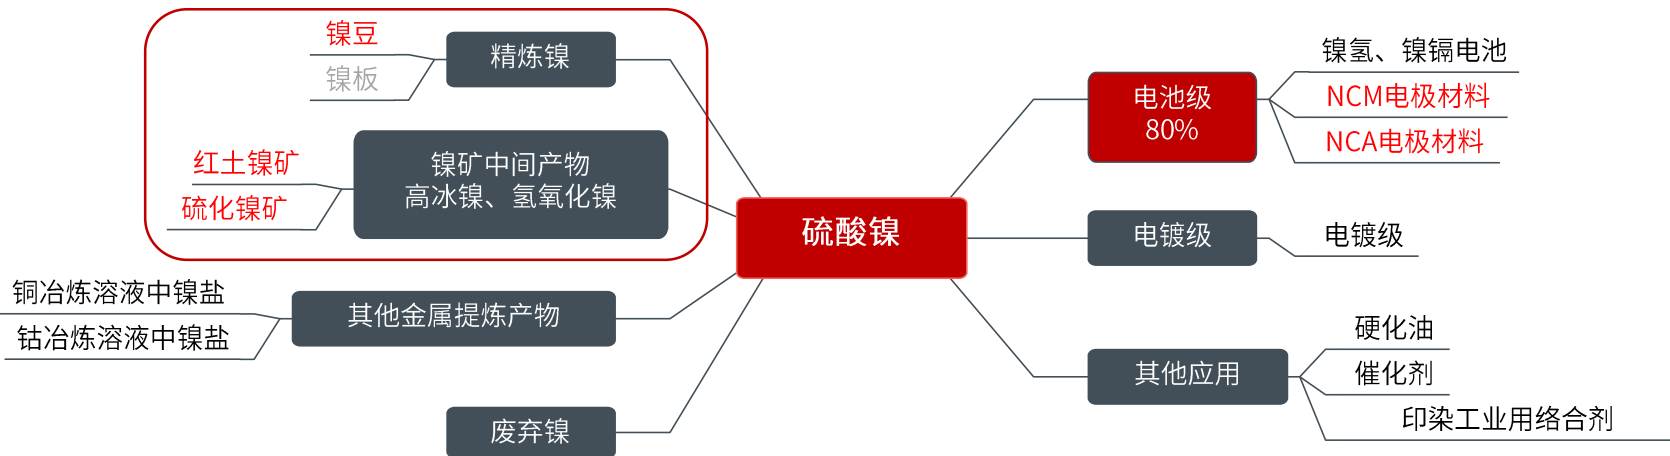 镍豆
镍板
精炼镍
红土镍矿
硫化镍矿
镍矿中间产物
高冰镍、氢氧化镍
铜冶炼溶液中镍盐
钴冶炼溶液中镍盐
其他金属提炼产物
废弃镍
硫酸镍
电池级
80%
镍氢、镍镉电池
NCM电极材料
NCA电极材料
电镀级
电镀级
其他应用
硬化油
催化剂
印染工业用络合剂